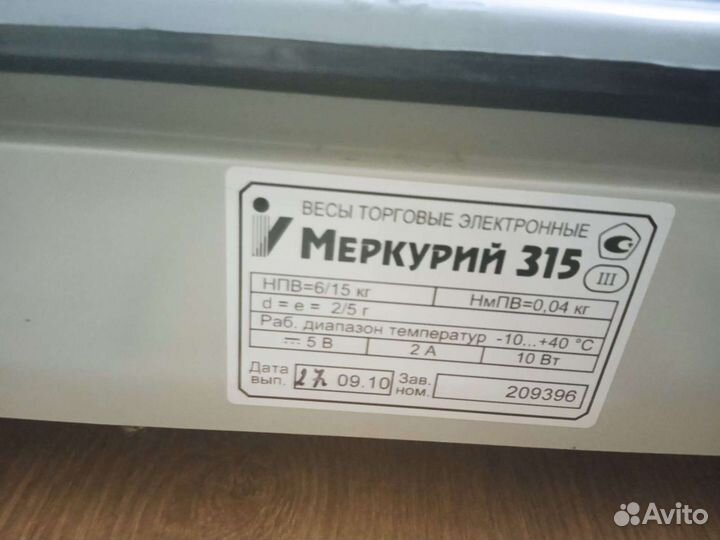 ВЕСЫ ТОРГОВЫЕ ЭЛЕКТРОННЫЕ
МЕРКУРИЙ 315
III
НПВ=6/15 кг НмПВ=0,04 кг
d = e = 2/5 г
Раб. диапазон температур -10...+40 °С
5 В 2 А 10 Вт
Дата вып. 27 09.10 Зав. ном. 209396
Avito